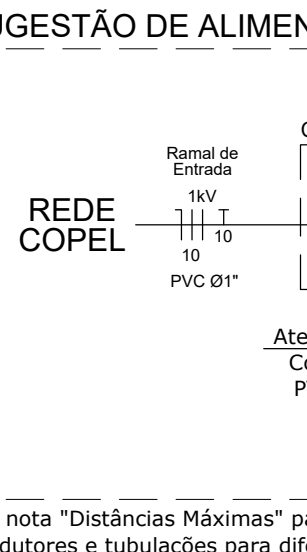 UGESTÃO DE ALIMEN
Ramal de
Entrada
1kV
REDE
COPEL
10
10
PVC Ø1"
Ate
Co
P
nota "Distâncias Máximas" pa
dutores e tubulações para dif